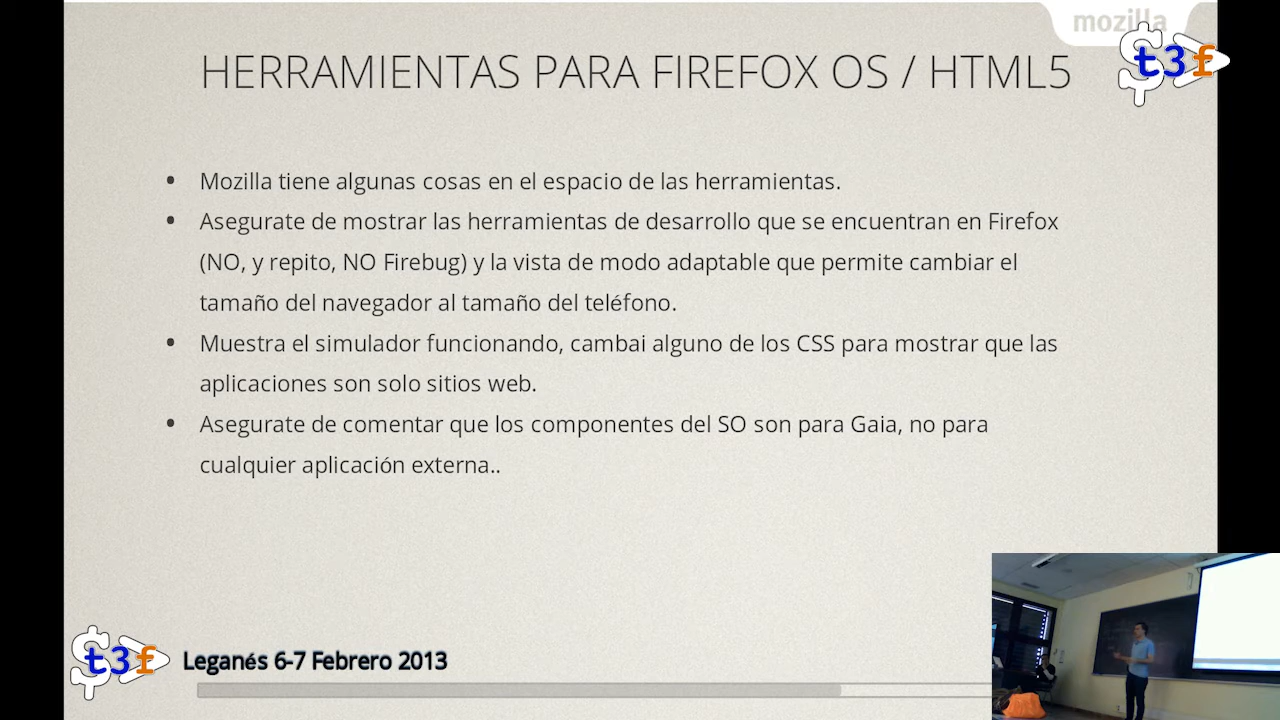 mozilla
$t3f
HERRAMIENTAS PARA FIREFOX OS / HTML5
• Mozilla tiene algunas cosas en el espacio de las herramientas.
• Asegurate de mostrar las herramientas de desarrollo que se encuentran en Firefox
(NO, y repito, NO Firebug) y la vista de modo adaptable que permite cambiar el
tamaño del navegador al tamaño del teléfono.
• Muestra el simulador funcionando, cambai alguno de los CSS para mostrar que las
aplicaciones son solo sitios web.
• Asegurate de comentar que los componentes del SO son para Gaia, no para
cualquier aplicación externa..
$t3f
Leganés 6-7 Febrero 2013